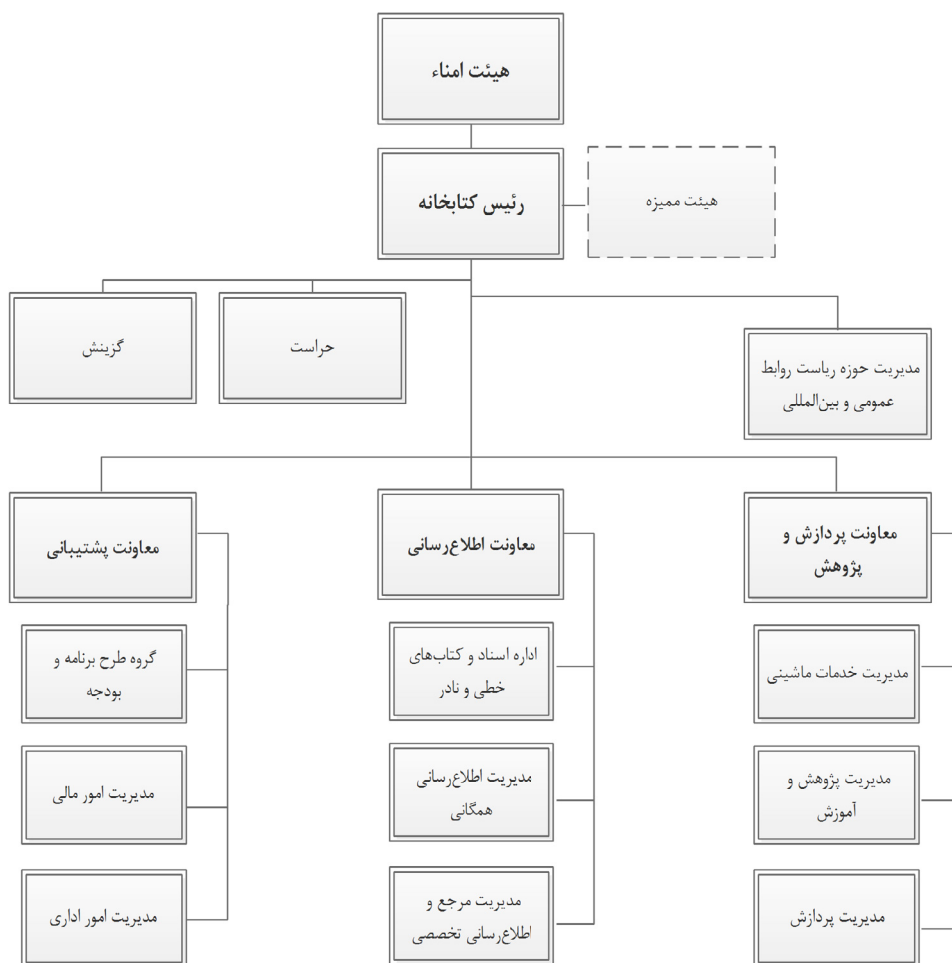 هیئت امناء
رئیس کتابخانه
هیئت ممیزه
گزینش
حراست
مدیریت حوزه ریاست روابط
عمومی و بین‌المللی
معاونت پردازش و
پژوهش
معاونت اطلاع‌رسانی
معاونت پشتیبانی
مدیریت خدمات ماشینی
اداره اسناد و کتاب‌های
خطی و نادر
گروه طرح برنامه و
بودجه
مدیریت پژوهش و
آموزش
مدیریت اطلاع‌رسانی
همگانی
مدیریت امور مالی
مدیریت پردازش
مدیریت مرجع و
اطلاع‌رسانی تخصصی
مدیریت امور اداری